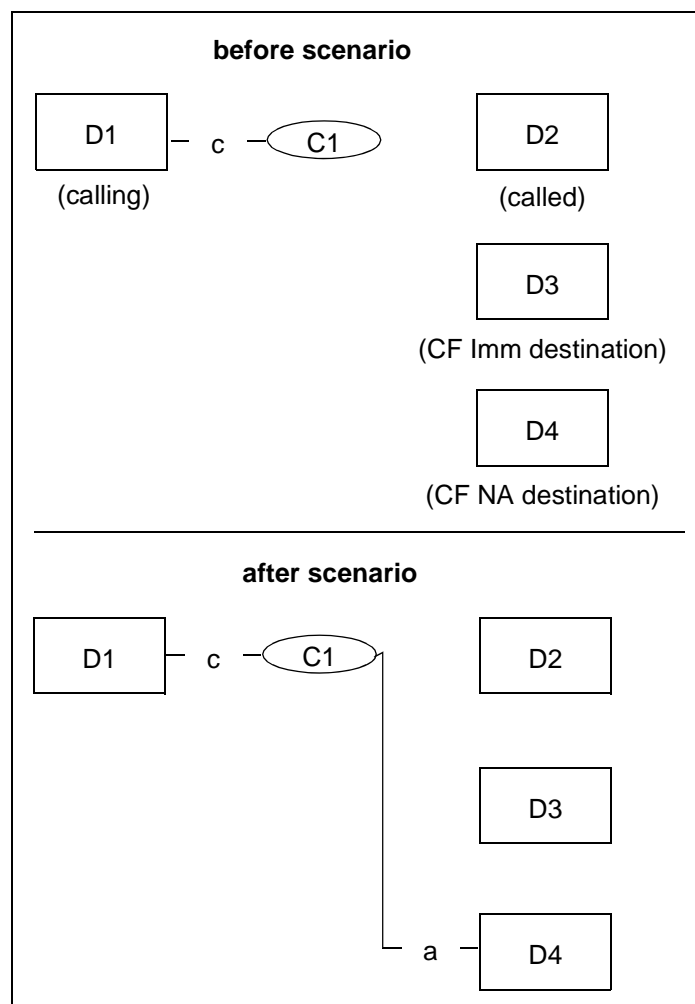 before scenario
D1 c C1 D2
(calling) (called)
D3
(CF Imm destination)
D4
(CF NA destination)
after scenario
D1 c C1 D2
D3
a D4